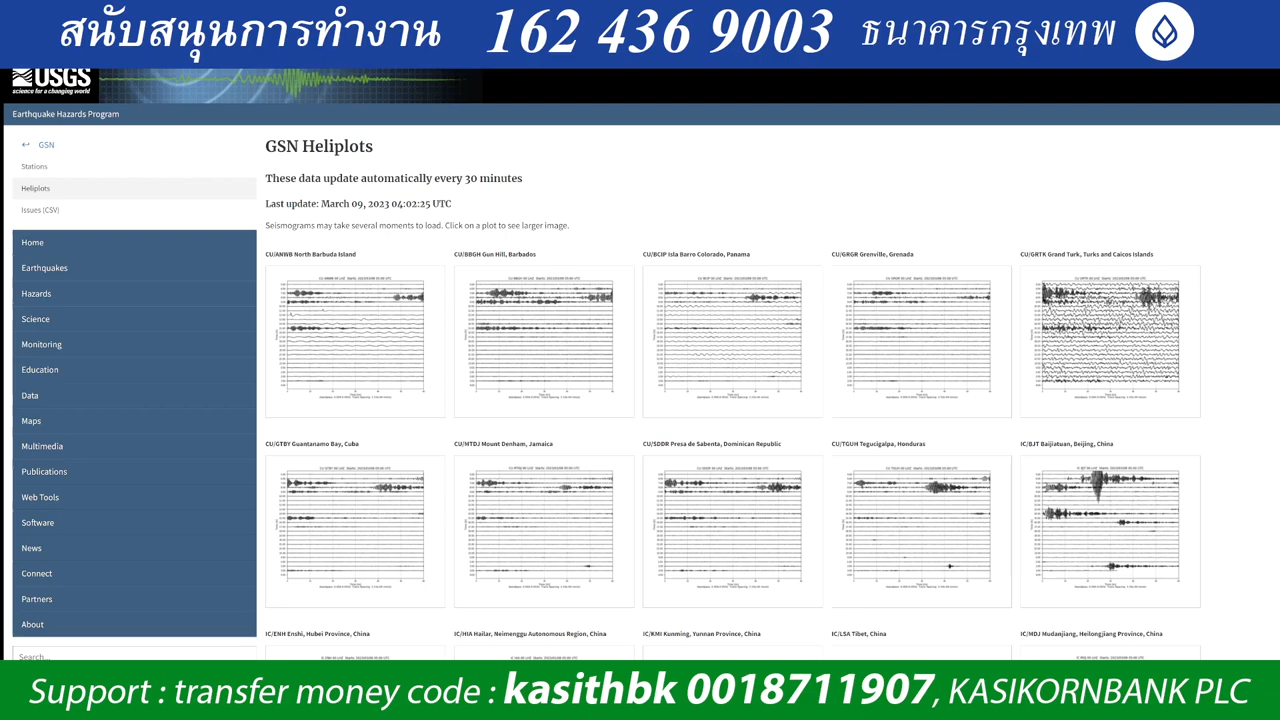 สนับสนุนการทำงาน 162 436 9003 ธนาคารกรุงเทพ
USGS
science for a changing world
Earthquake Hazards Program
GSN
Stations
Heliplots
Issues (CSV)
Home
Earthquakes
Hazards
Science
Monitoring
Education
Data
Maps
Multimedia
Publications
Web Tools
Software
News
Connect
Partners
About
Search...
GSN Heliplots
These data update automatically every 30 minutes
Last update: March 09, 2023 04:02:25 UTC
Seismograms may take several moments to load. Click on a plot to see larger image.
CU/ANWB North Barbuda Island
CU/BBGH Gun Hill, Barbados
CU/BCIP Isla Barro Colorado, Panama
CU/GRGR Grenville, Grenada
CU/GRTK Grand Turk, Turks and Caicos Islands
CU/GTBY Guantanamo Bay, Cuba
CU/MTDJ Mount Denham, Jamaica
CU/SDDR Presa de Sabenta, Dominican Republic
CU/TGUH Tegucigalpa, Honduras
IC/BJT Baijiatuan, Beijing, China
IC/ENH Enshi, Hubei Province, China
IC/HIA Hailar, Neimenggu Autonomous Region, China
IC/KMI Kunming, Yunnan Province, China
IC/LSA Tibet, China
IC/MDJ Mudanjiang, Heilongjiang Province, China
Support : transfer money code : kasithbk 0018711907, KASIKORNBANK PLC